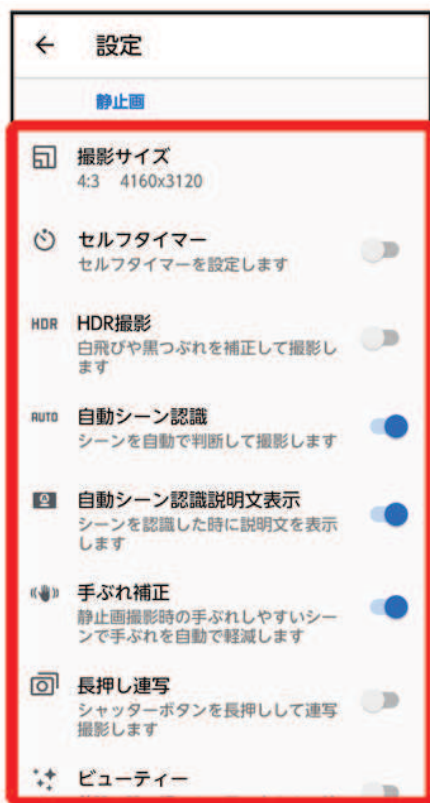 設定
静止画
撮影サイズ
4:3 4160x3120
セルフタイマー
セルフタイマーを設定します
HDR HDR撮影
白飛びや黒つぶれを補正して撮影し
ます
AUTO 自動シーン認識
シーンを自動で判断して撮影します
自動シーン認識説明文表示
シーンを認識した時に説明文を表示
します
手ぶれ補正
静止画撮影時の手ぶれしやすいシー
ンで手ぶれを自動で軽減します
長押し連写
シャッターボタンを長押しして連写
撮影します
ビューティー